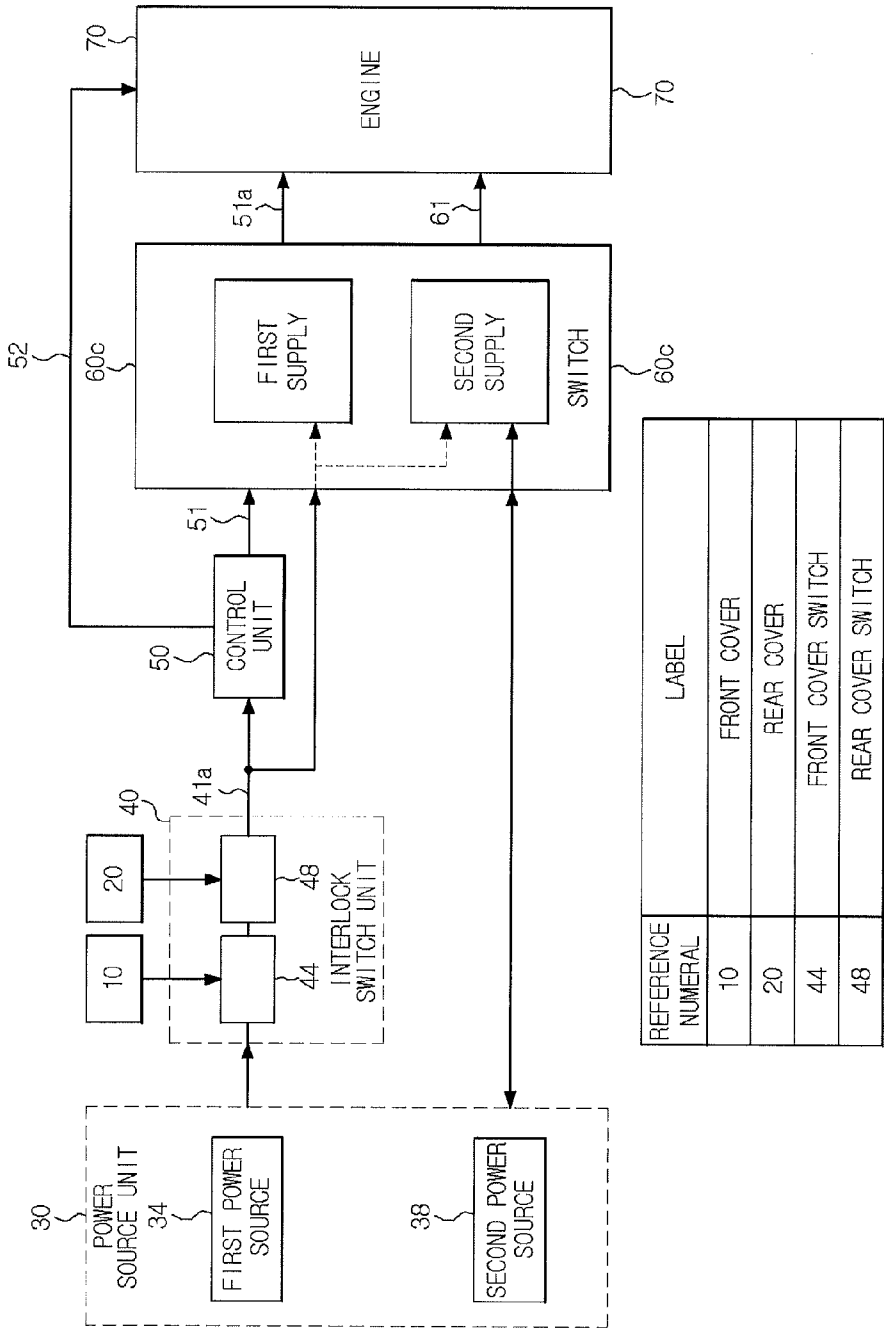 30
POWER
SOURCE UNIT
34
FIRST POWER
SOURCE
38
SECOND POWER
SOURCE
10
20
40
44
48
INTERLOCK
SWITCH UNIT
41a
50
CONTROL
UNIT
51
52
60c
FIRST
SUPPLY
SECOND
SUPPLY
SWITCH
60c
51a
61
70
ENGINE
70
REFERENCE
NUMERAL
LABEL
10
FRONT COVER
20
REAR COVER
44
FRONT COVER SWITCH
48
REAR COVER SWITCH